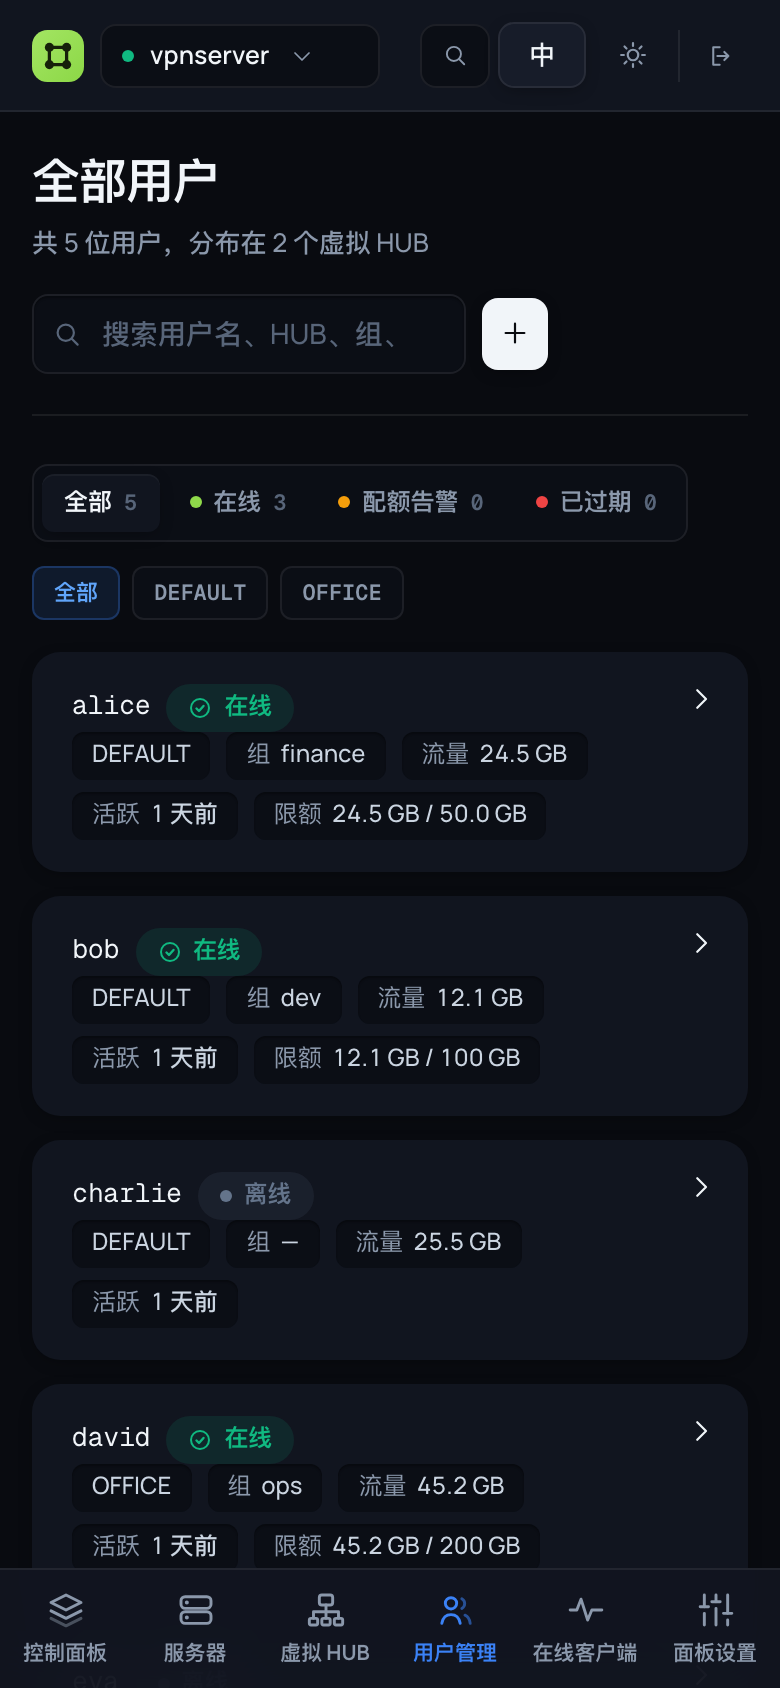 vpnserver 中
全部用户
共 5 位用户，分布在 2 个虚拟 HUB
搜索用户名、HUB、组、
全部 5 在线 3 配额告警 0 已过期 0
全部 DEFAULT OFFICE
alice 在线
DEFAULT 组 finance 流量 24.5 GB
活跃 1 天前 限额 24.5 GB / 50.0 GB
bob 在线
DEFAULT 组 dev 流量 12.1 GB
活跃 1 天前 限额 12.1 GB / 100 GB
charlie 离线
DEFAULT 组 — 流量 25.5 GB
活跃 1 天前
david 在线
OFFICE 组 ops 流量 45.2 GB
活跃 1 天前 限额 45.2 GB / 200 GB
控制面板 服务器 虚拟 HUB 用户管理 在线客户端 面板设置
eva